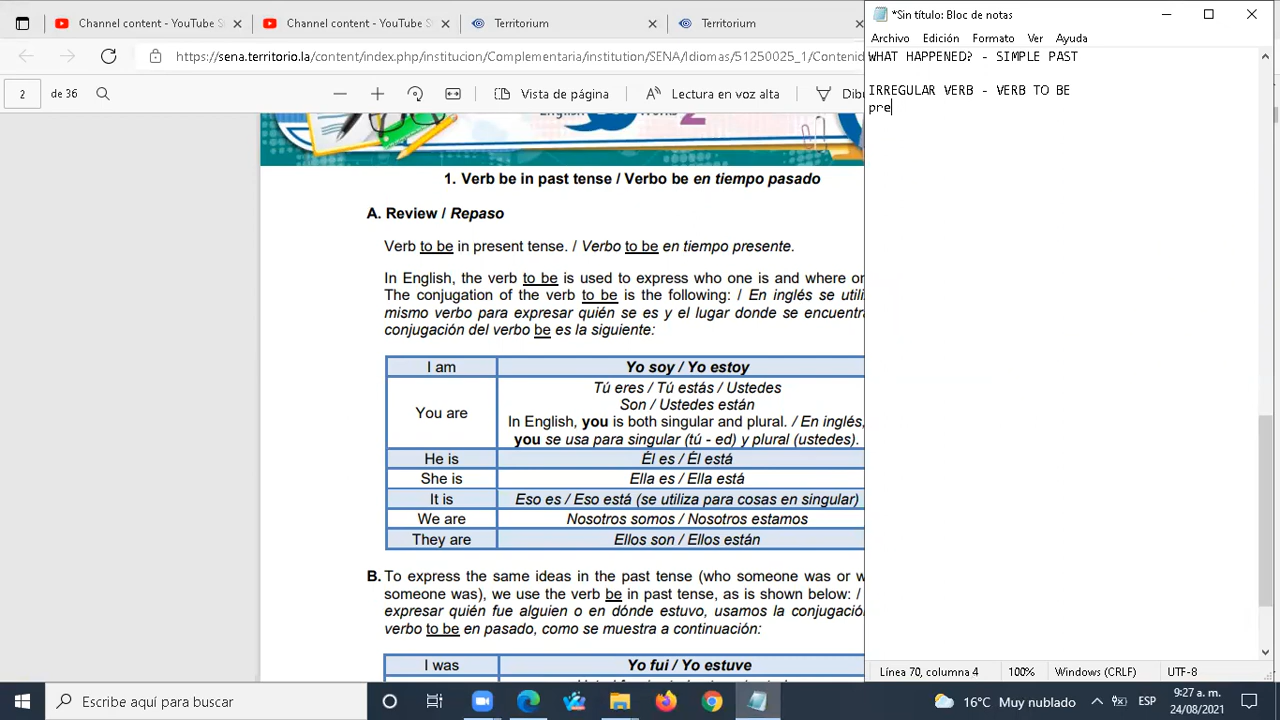 Channel content - YouTube S
Channel content - YouTube S
Territorium
Territorium
*Sin título: Bloc de notas
https://sena.territorio.la/content/index.php?institucion=Complementaria/institution/SENA/Idiomas/51250025_1/Contenid
Archivo Edición Formato Ver Ayuda
2 de 36
Vista de página
Lectura en voz alta
Dibu
WHAT HAPPENED? - SIMPLE PAST
IRREGULAR VERB - VERB TO BE
pre
2
1. Verb be in past tense / Verbo be en tiempo pasado
A. Review / Repaso
Verb to be in present tense. / Verbo to be en tiempo presente.
In English, the verb to be is used to express who one is and where or
The conjugation of the verb to be is the following: / En inglés se utili
mismo verbo para expresar quién se es y el lugar donde se encuentra
conjugación del verbo be es la siguiente:
I am Yo soy / Yo estoy
You are Tú eres / Tú estás / Ustedes
Son / Ustedes están
In English, you is both singular and plural. / En inglés,
you se usa para singular (tú - ed) y plural (ustedes).
He is Él es / Él está
She is Ella es / Ella está
It is Eso es / Eso está (se utiliza para cosas en singular)
We are Nosotros somos / Nosotros estamos
They are Ellos son / Ellos están
B. To express the same ideas in the past tense (who someone was or w
someone was), we use the verb be in past tense, as is shown below: /
expresar quién fue alguien o en dónde estuvo, usamos la conjugación
verbo to be en pasado, como se muestra a continuación:
I was Yo fui / Yo estuve
Línea 70, columna 4 100% Windows (CRLF) UTF-8
Escribe aquí para buscar
16°C Muy nublado
ESP
9:27 a. m.
24/08/2021